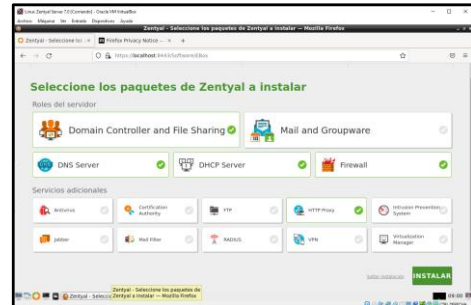 Linux Zentyal Server 7.0 [Corriendo] - Oracle VM VirtualBox
Archivo Máquina Ver Entrada Dispositivos Ayuda
Zentyal - Seleccione los paquetes de Zentyal a instalar — Mozilla Firefox
Zentyal - Seleccione los
Firefox Privacy Notice —
https://localhost:8443/Software/EBox
Seleccione los paquetes de Zentyal a instalar
Roles del servidor
Domain Controller and File Sharing
Mail and Groupware
DNS Server
DHCP Server
Firewall
Servicios adicionales
Antivirus
Certification Authority
FTP
HTTP Proxy
Intrusion Prevention System
Jabber
Mail Filter
RADIUS
VPN
Virtualization Manager
INSTALAR
Zentyal - Seleccione los paquetes de
Zentyal a instalar — Mozilla Firefox